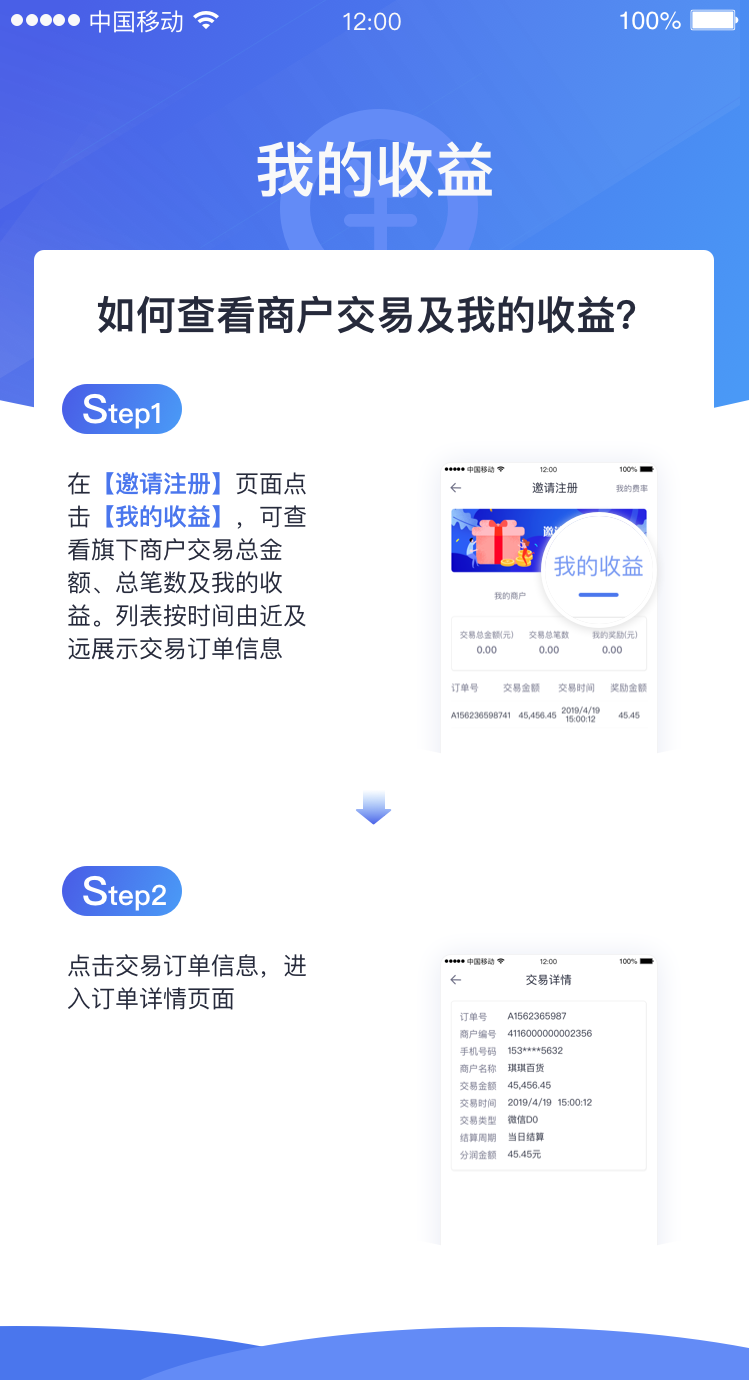 中国移动
12:00
100%
我的收益
如何查看商户交易及我的收益?
Step1
在【邀请注册】页面点
击【我的收益】，可查
看旗下商户交易总金
额、总笔数及我的收
益。列表按时间由近及
远展示交易订单信息
中国移动 12:00 100%
邀请注册 我的费率
邀
我的商户 我的收益
交易总金额(元) 交易总笔数 我的奖励(元)
0.00 0.00 0.00
订单号 交易金额 交易时间 奖励金额
A156236598741 45,456.45 2019/4/19 15:00:12 45.45
Step2
点击交易订单信息，进
入订单详情页面
中国移动 12:00 100%
交易详情
订单号 A1562365987
商户编号 4116000000002356
手机号码 153****5632
商户名称 琪琪百货
交易金额 45,456.45
交易时间 2019/4/19 15:00:12
交易类型 微信D0
结算周期 当日结算
分润金额 45.45元